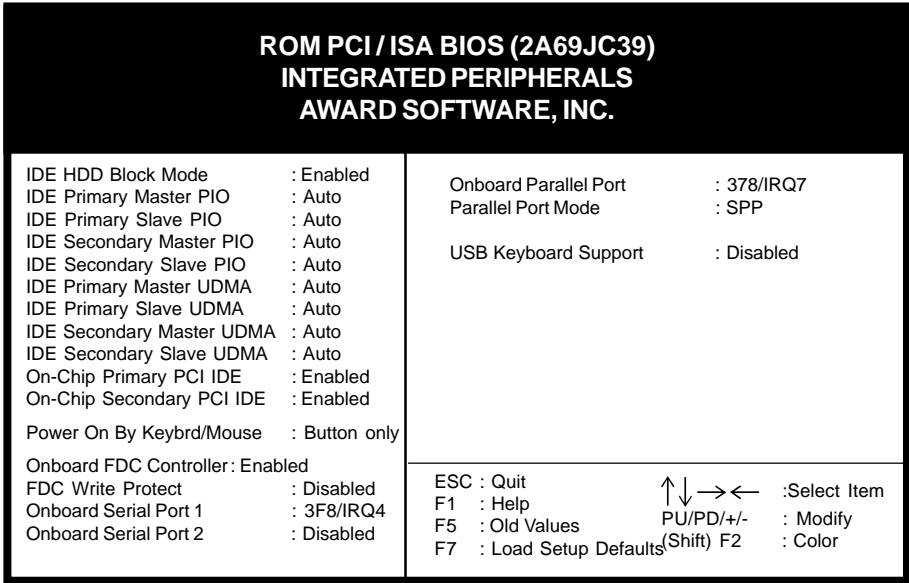 ROM PCI / ISA BIOS (2A69JC39)
INTEGRATED PERIPHERALS
AWARD SOFTWARE, INC.
IDE HDD Block Mode : Enabled
IDE Primary Master PIO : Auto
IDE Primary Slave PIO : Auto
IDE Secondary Master PIO : Auto
IDE Secondary Slave PIO : Auto
IDE Primary Master UDMA : Auto
IDE Primary Slave UDMA : Auto
IDE Secondary Master UDMA : Auto
IDE Secondary Slave UDMA : Auto
On-Chip Primary PCI IDE : Enabled
On-Chip Secondary PCI IDE : Enabled
Power On By Keybrd/Mouse : Button only
Onboard FDC Controller : Enabled
FDC Write Protect : Disabled
Onboard Serial Port 1 : 3F8/IRQ4
Onboard Serial Port 2 : Disabled
Onboard Parallel Port : 378/IRQ7
Parallel Port Mode : SPP
USB Keyboard Support : Disabled
ESC : Quit ↑↓→← :Select Item
F1 : Help PU/PD/+/- : Modify
F5 : Old Values (Shift) F2 : Color
F7 : Load Setup Defaults